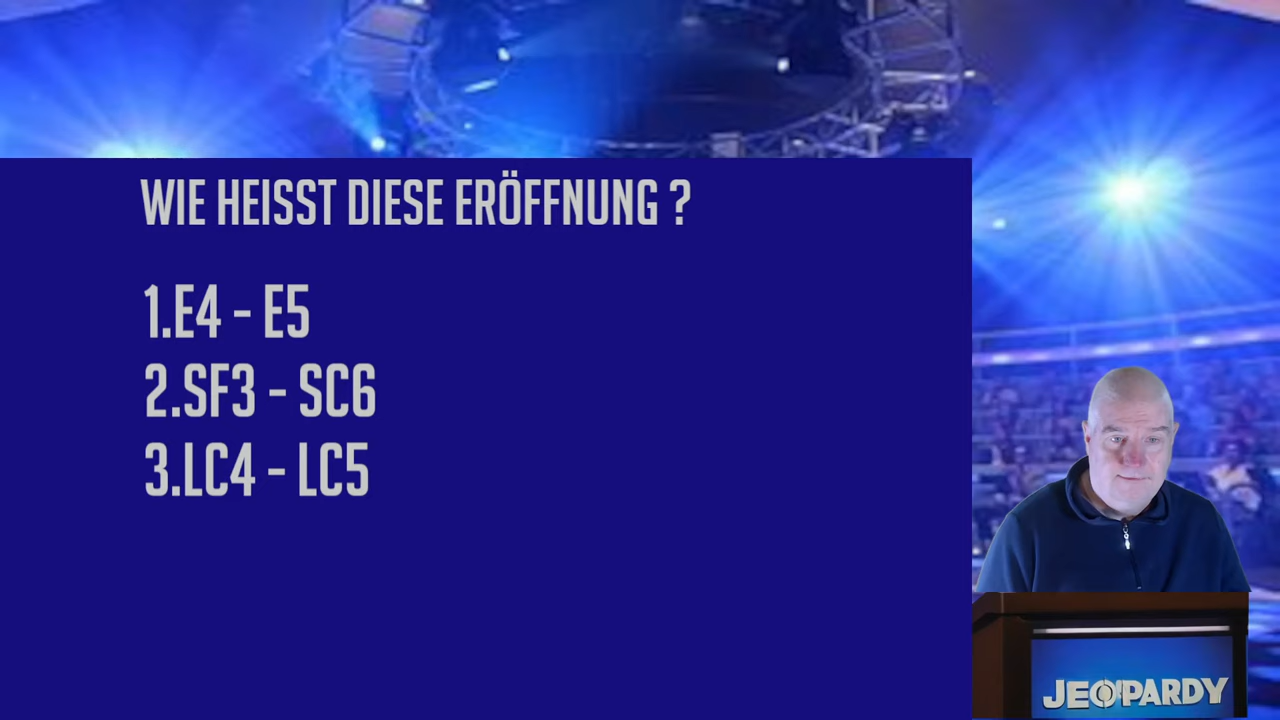 WIE HEISST DIESE ERÖFFNUNG ?
1.E4 - E5
2.SF3 - SC6
3.LC4 - LC5
JEOPARDY